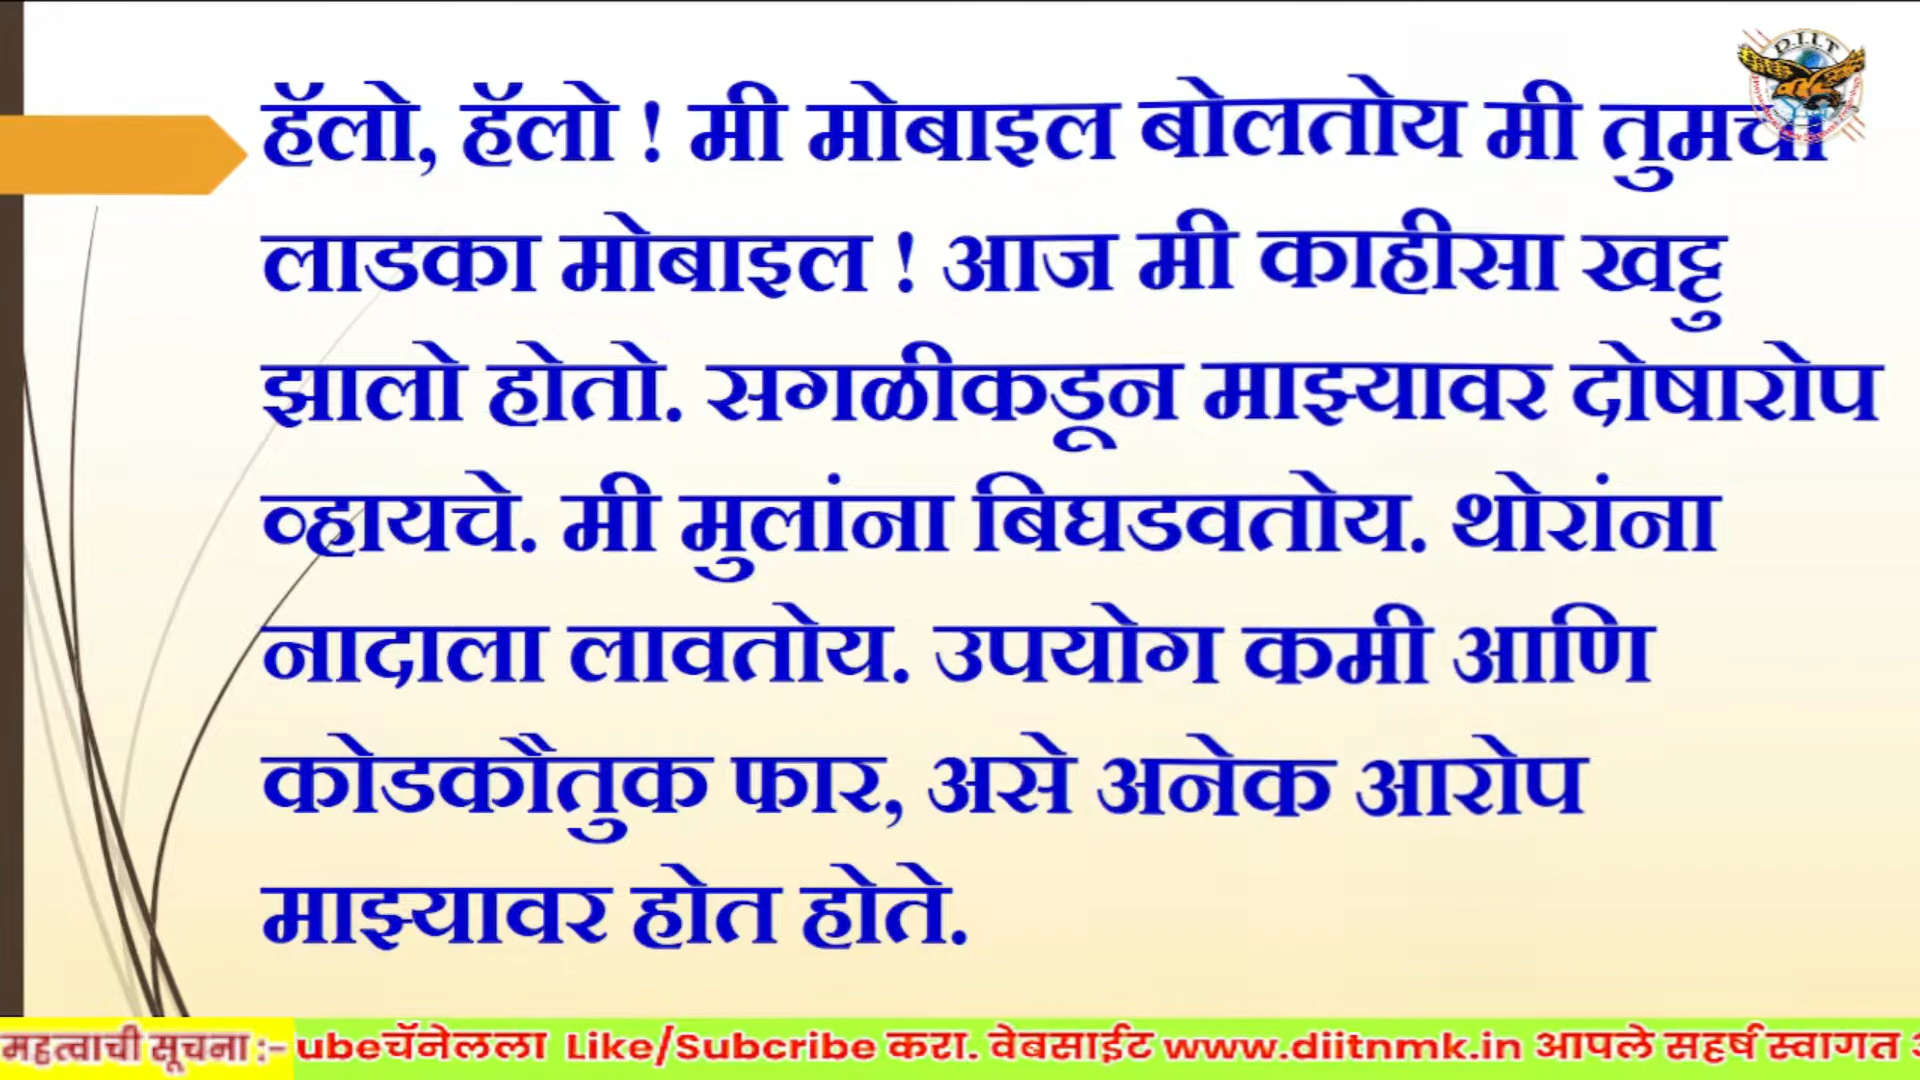 D.I.I.T
हॅलो, हॅलो ! मी मोबाइल बोलतोय मी तुमचा
लाडका मोबाइल ! आज मी काहीसा खट्टु
झालो होतो. सगळीकडून माझ्यावर दोषारोप
व्हायचे. मी मुलांना बिघडवतोय. थोरांना
नादाला लावतोय. उपयोग कमी आणि
कोडकौतुक फार, असे अनेक आरोप
माझ्यावर होत होते.
महत्वाची सूचना :- ubeचॅनेलला Like/Subcribe करा. वेबसाईट www.diitnmk.in आपले सहर्ष स्वागत